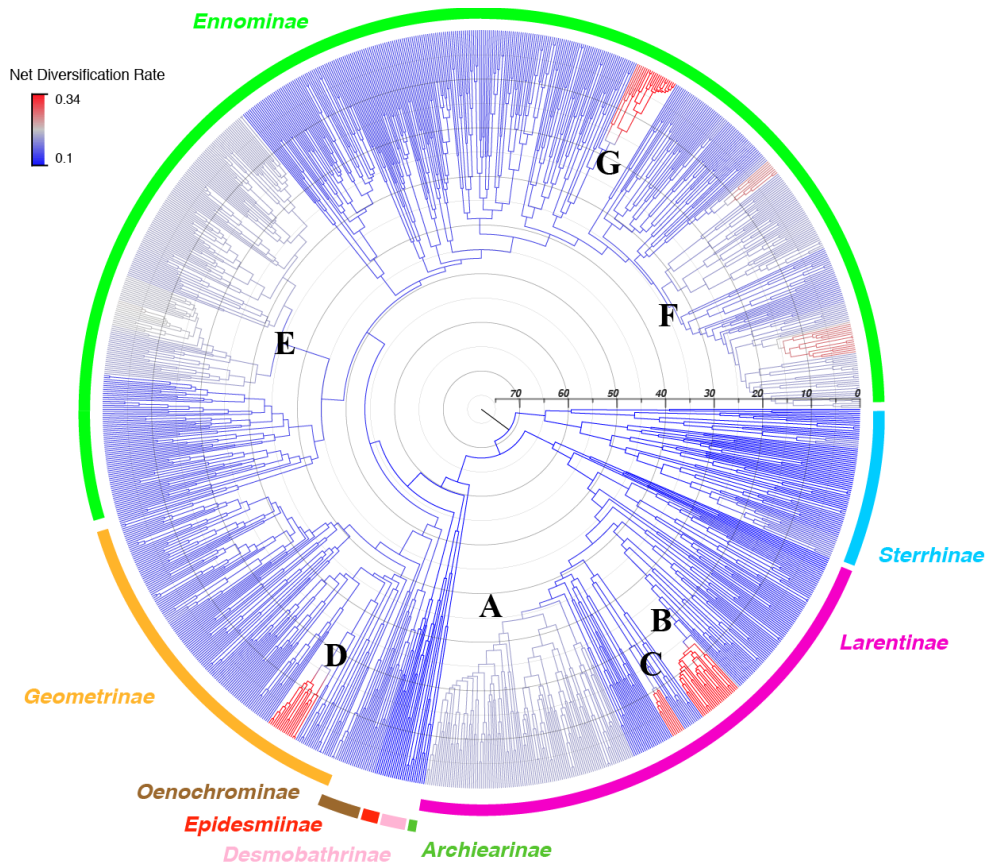 Ennominae
Net Diversification Rate
0.34
0.1
G
F
E
70 60 50 40 30 20 10 0
A
B
C
D
Sterrhinae
Larentinae
Geometrinae
Oenochrominae
Epidesmiinae
Desmobathrinae
Archiearinae